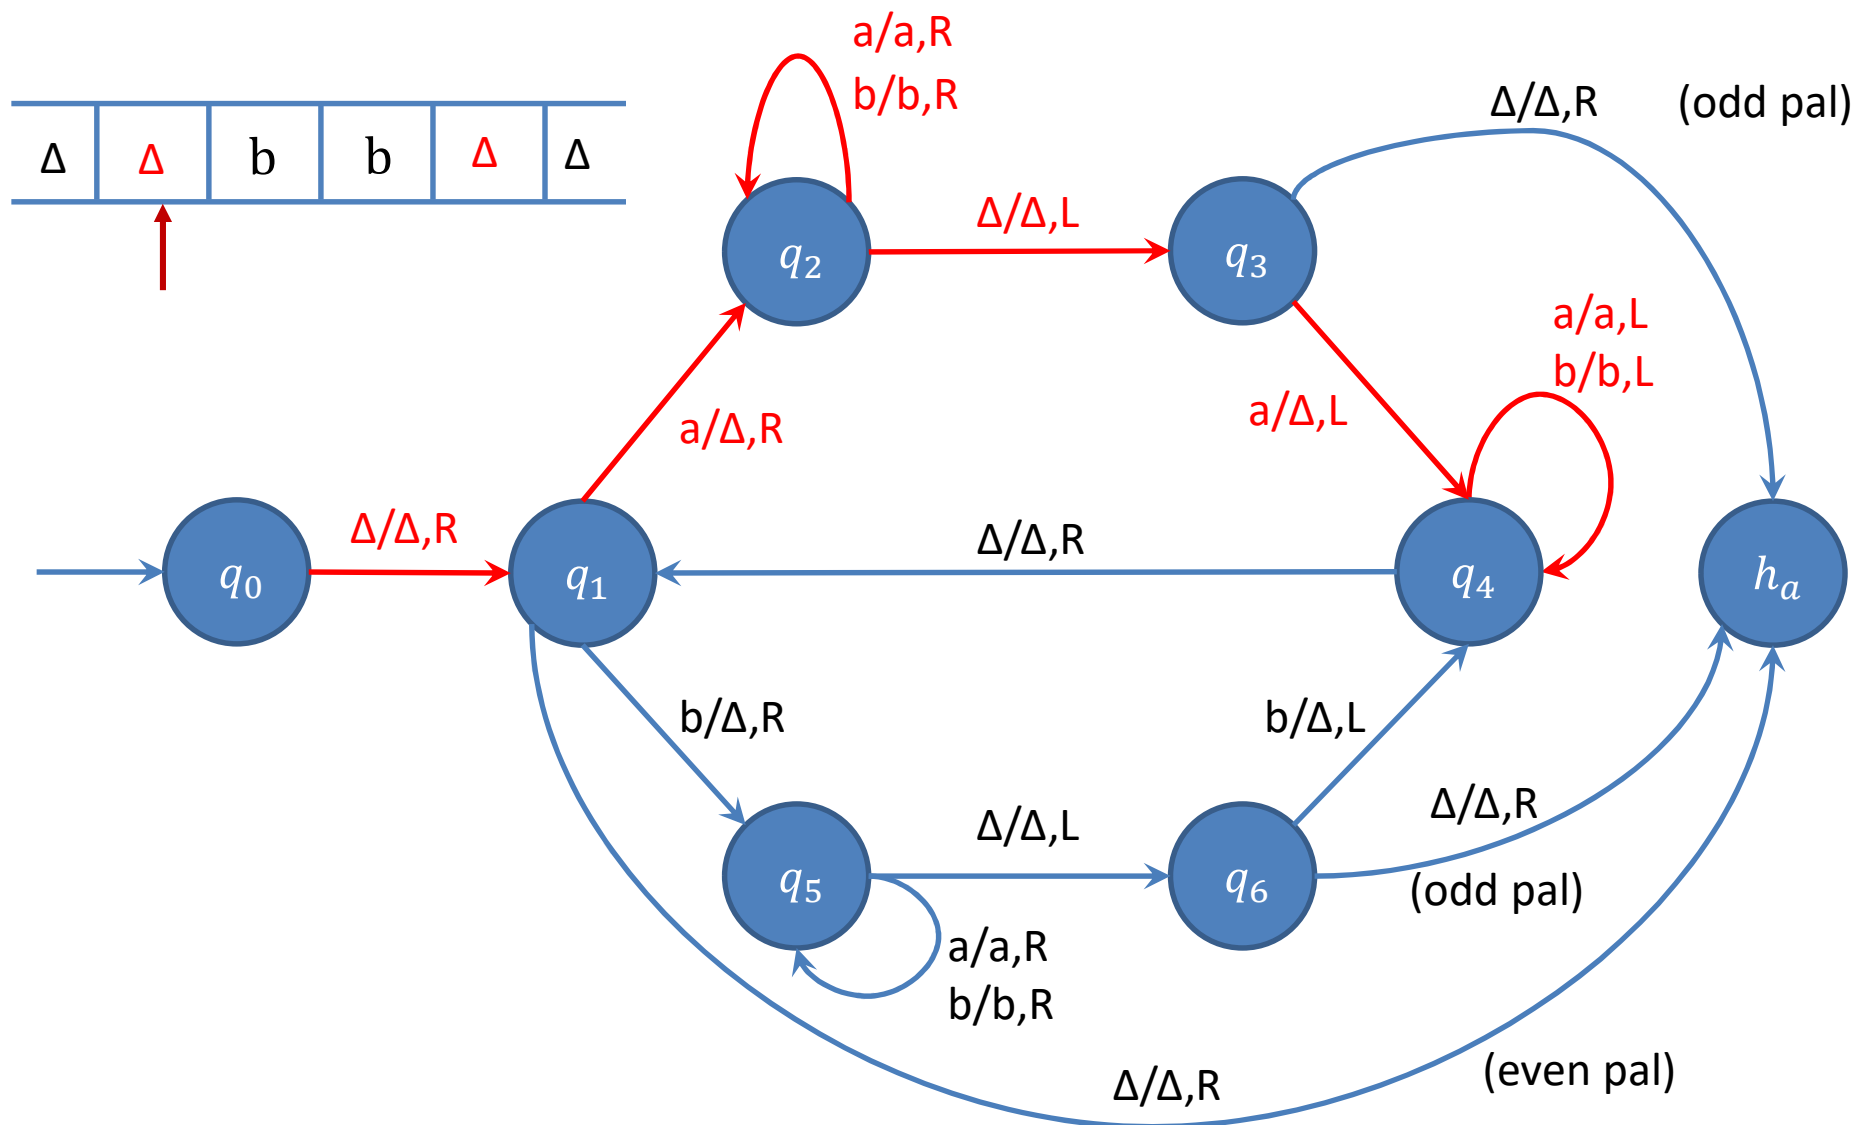 a/a,R
b/b,R
Δ/Δ,R
(odd pal)
Δ Δ b b Δ Δ
Δ/Δ,L
q₂
q₃
a/a,L
b/b,L
a/Δ,R
a/Δ,L
Δ/Δ,R
Δ/Δ,R
q₀
q₁
q₄
hₐ
b/Δ,R
b/Δ,L
Δ/Δ,L
Δ/Δ,R
q₅
q₆
(odd pal)
a/a,R
b/b,R
Δ/Δ,R
(even pal)